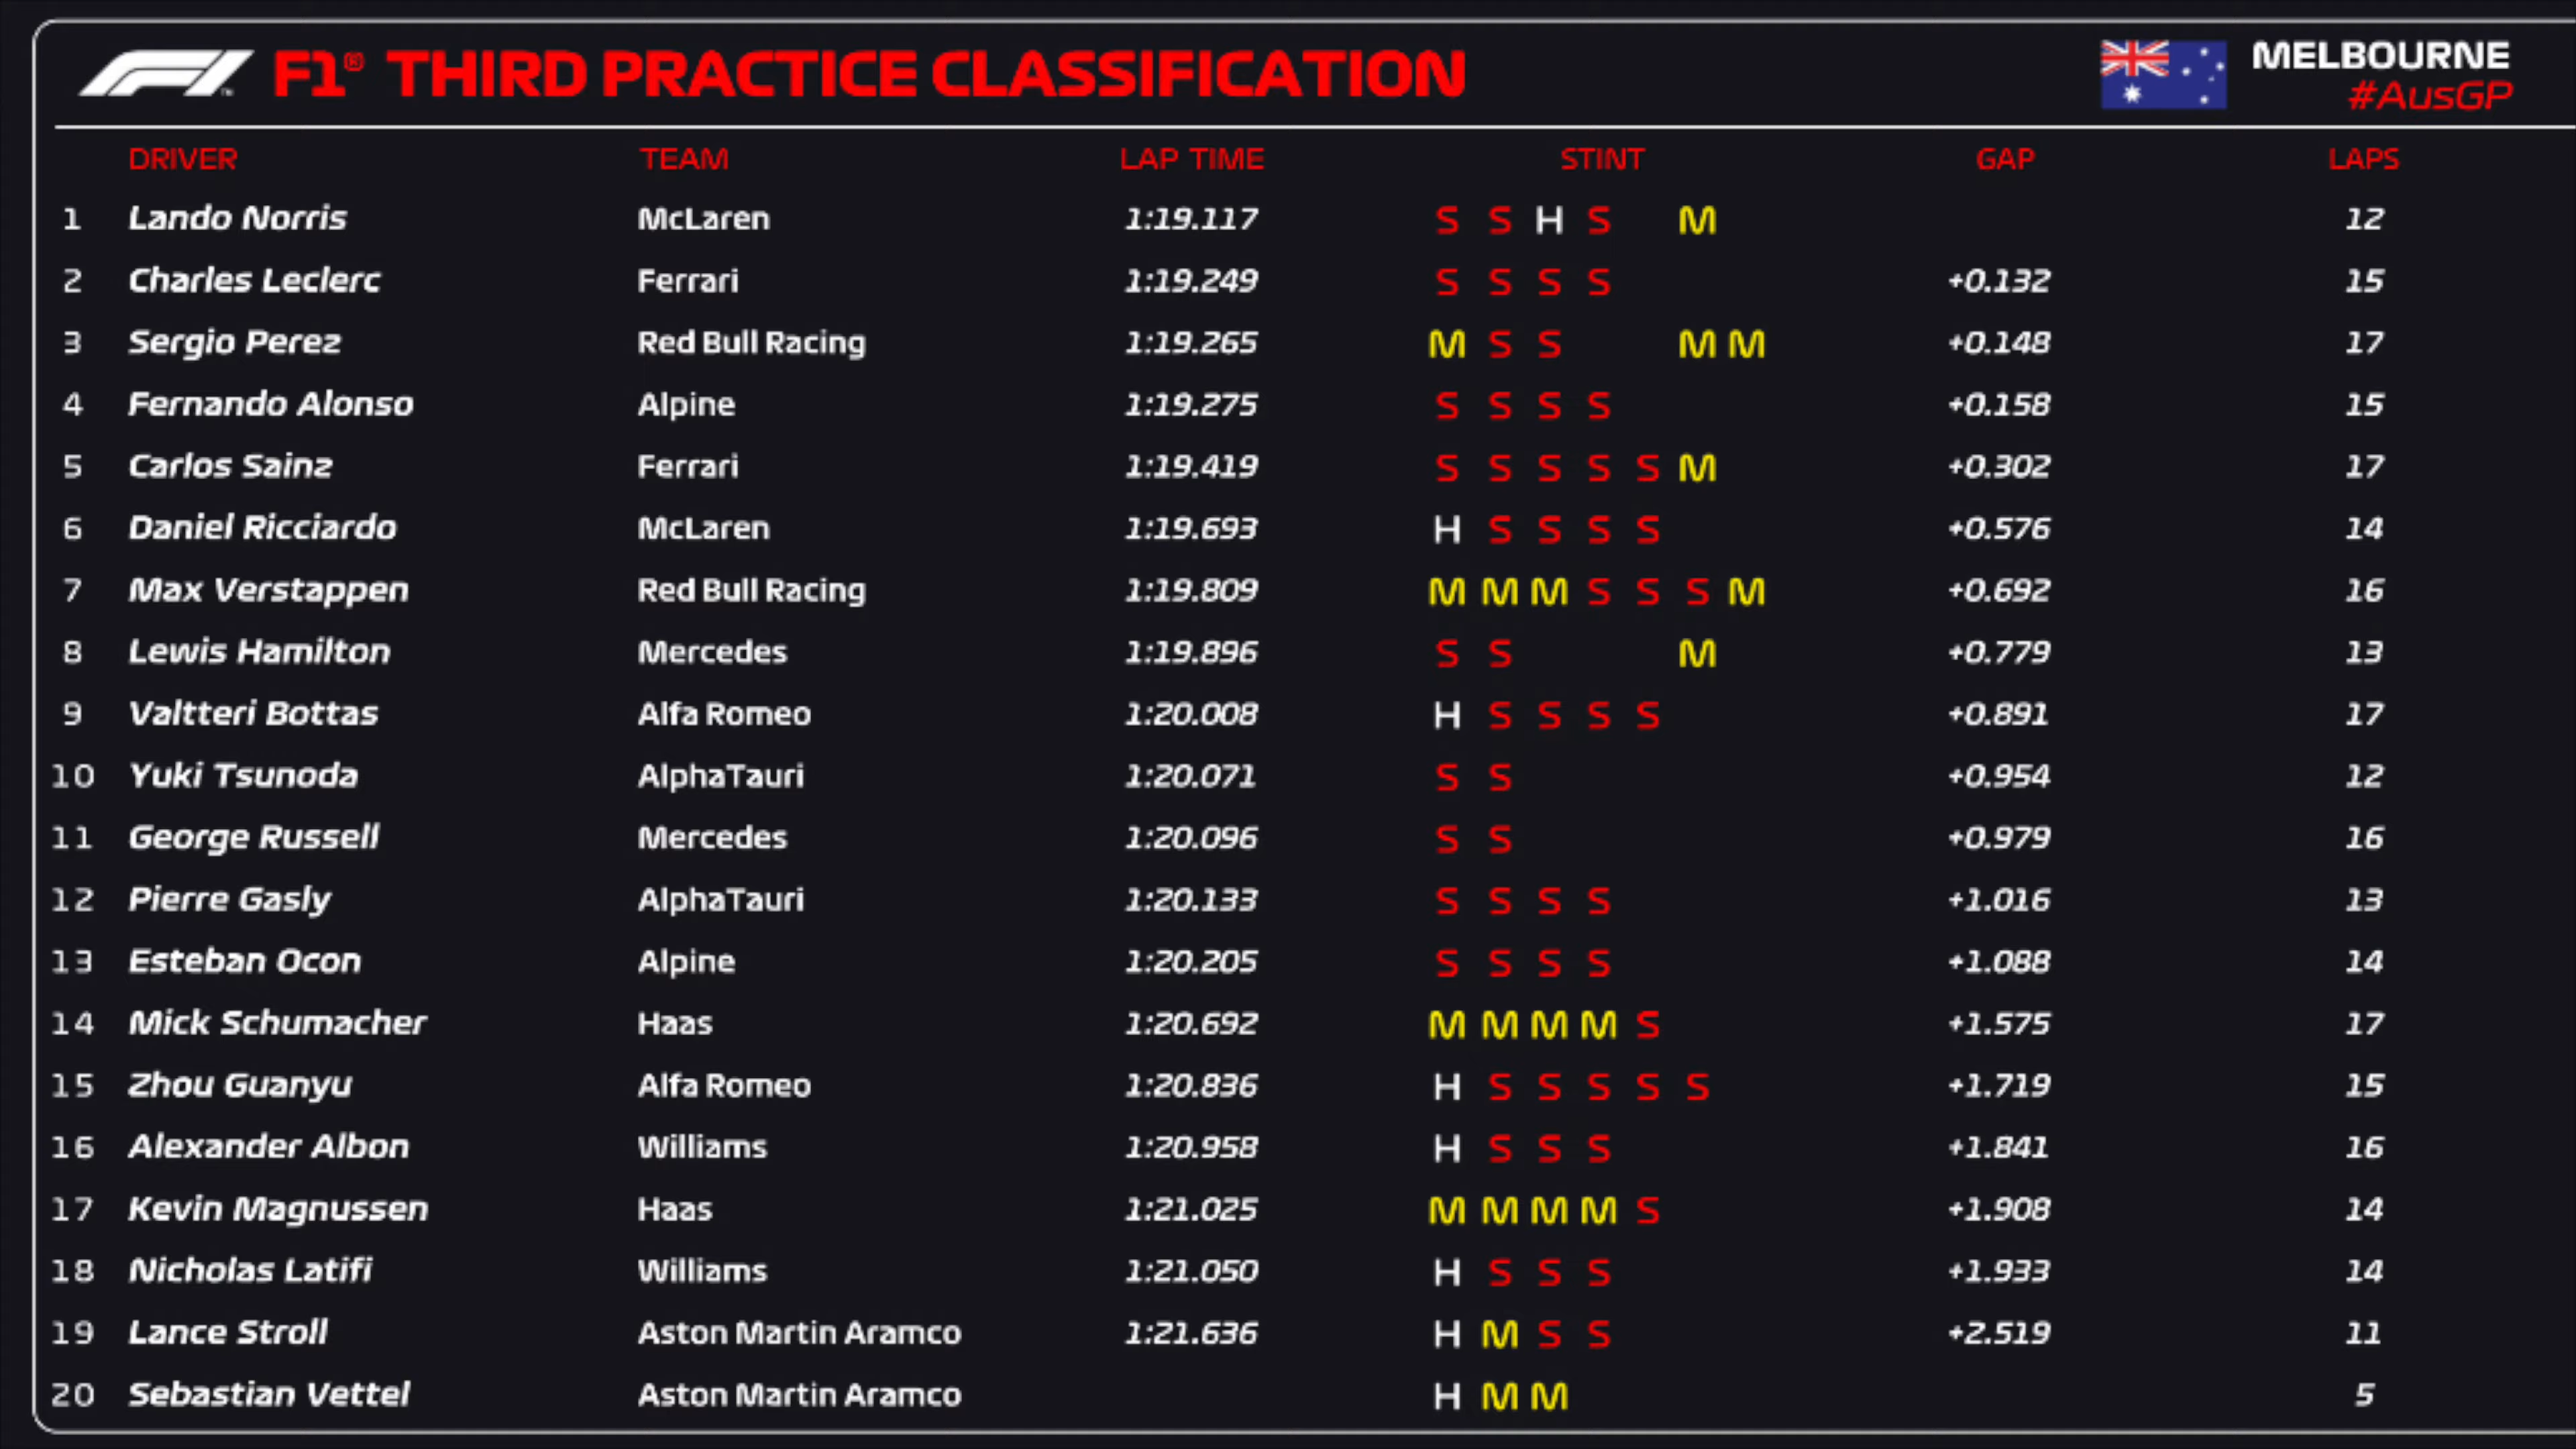 F1® THIRD PRACTICE CLASSIFICATION MELBOURNE
#AusGP
DRIVER TEAM LAP TIME STINT GAP LAPS
1 Lando Norris McLaren 1:19.117 S S H S M 12
2 Charles Leclerc Ferrari 1:19.249 S S S S +0.132 15
3 Sergio Perez Red Bull Racing 1:19.265 M S S M M +0.148 17
4 Fernando Alonso Alpine 1:19.275 S S S S +0.158 15
5 Carlos Sainz Ferrari 1:19.419 S S S S S M +0.302 17
6 Daniel Ricciardo McLaren 1:19.693 H S S S S +0.576 14
7 Max Verstappen Red Bull Racing 1:19.809 M M M S S S M +0.692 16
8 Lewis Hamilton Mercedes 1:19.896 S S M +0.779 13
9 Valtteri Bottas Alfa Romeo 1:20.008 H S S S S +0.891 17
10 Yuki Tsunoda AlphaTauri 1:20.071 S S +0.954 12
11 George Russell Mercedes 1:20.096 S S +0.979 16
12 Pierre Gasly AlphaTauri 1:20.133 S S S S +1.016 13
13 Esteban Ocon Alpine 1:20.205 S S S S +1.088 14
14 Mick Schumacher Haas 1:20.692 M M M M S +1.575 17
15 Zhou Guanyu Alfa Romeo 1:20.836 H S S S S S +1.719 15
16 Alexander Albon Williams 1:20.958 H S S S +1.841 16
17 Kevin Magnussen Haas 1:21.025 M M M M S +1.908 14
18 Nicholas Latifi Williams 1:21.050 H S S S +1.933 14
19 Lance Stroll Aston Martin Aramco 1:21.636 H M S S +2.519 11
20 Sebastian Vettel Aston Martin Aramco H M M 5